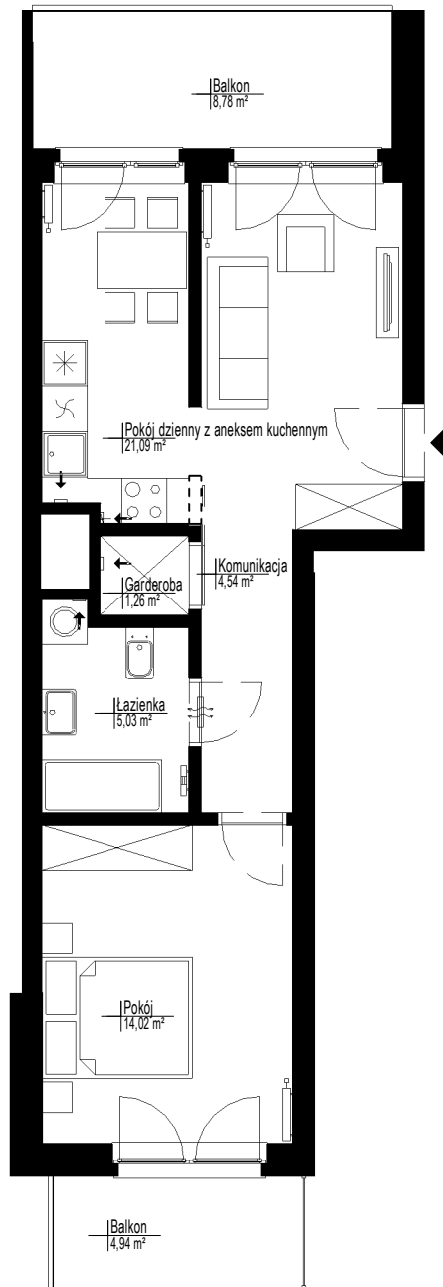 Balkon
8,78 m²
Pokój dzienny z aneksem kuchennym
21,09 m²
Komunikacja
4,54 m²
Garderoba
1,26 m²
Łazienka
5,03 m²
Pokój
14,02 m²
Balkon
4,94 m²